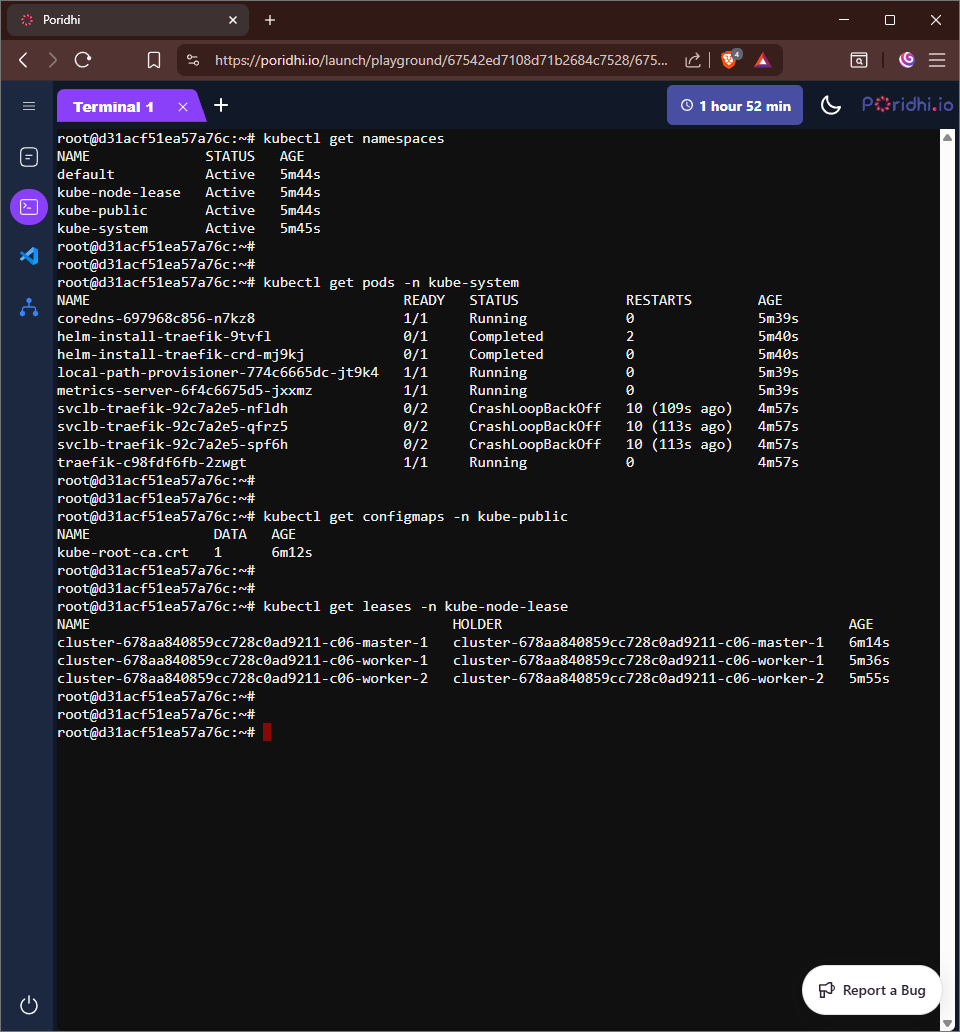 Poridhi
https://poridhi.io/launch/playground/67542ed7108d71b2684c7528/675...
4
Terminal 1
1 hour 52 min
Poridhi.io
root@d31acf51ea57a76c:~# kubectl get namespaces
NAME STATUS AGE
default Active 5m44s
kube-node-lease Active 5m44s
kube-public Active 5m44s
kube-system Active 5m45s
root@d31acf51ea57a76c:~#
root@d31acf51ea57a76c:~#
root@d31acf51ea57a76c:~# kubectl get pods -n kube-system
NAME READY STATUS RESTARTS AGE
coredns-697968c856-n7kz8 1/1 Running 0 5m39s
helm-install-traefik-9tvfl 0/1 Completed 2 5m40s
helm-install-traefik-crd-mj9kj 0/1 Completed 0 5m40s
local-path-provisioner-774c6665dc-jt9k4 1/1 Running 0 5m39s
metrics-server-6f4c6675d5-jxxmz 1/1 Running 0 5m39s
svclb-traefik-92c7a2e5-nfldh 0/2 CrashLoopBackOff 10 (109s ago) 4m57s
svclb-traefik-92c7a2e5-qfrz5 0/2 CrashLoopBackOff 10 (113s ago) 4m57s
svclb-traefik-92c7a2e5-spf6h 0/2 CrashLoopBackOff 10 (113s ago) 4m57s
traefik-c98fdf6fb-2zwgt 1/1 Running 0 4m57s
root@d31acf51ea57a76c:~#
root@d31acf51ea57a76c:~#
root@d31acf51ea57a76c:~# kubectl get configmaps -n kube-public
NAME DATA AGE
kube-root-ca.crt 1 6m12s
root@d31acf51ea57a76c:~#
root@d31acf51ea57a76c:~#
root@d31acf51ea57a76c:~# kubectl get leases -n kube-node-lease
NAME HOLDER AGE
cluster-678aa840859cc728c0ad9211-c06-master-1 cluster-678aa840859cc728c0ad9211-c06-master-1 6m14s
cluster-678aa840859cc728c0ad9211-c06-worker-1 cluster-678aa840859cc728c0ad9211-c06-worker-1 5m36s
cluster-678aa840859cc728c0ad9211-c06-worker-2 cluster-678aa840859cc728c0ad9211-c06-worker-2 5m55s
root@d31acf51ea57a76c:~#
root@d31acf51ea57a76c:~#
root@d31acf51ea57a76c:~#
Report a Bug